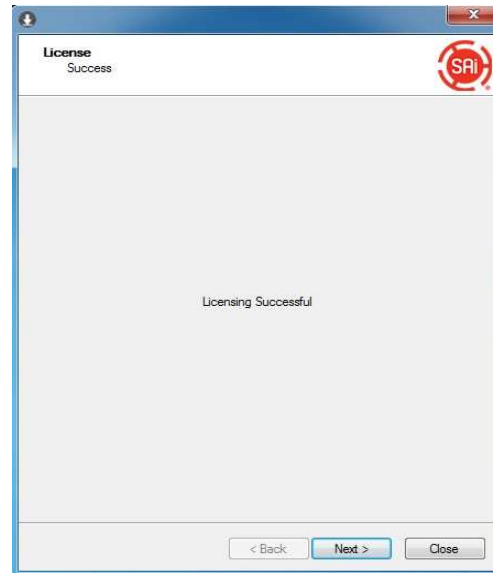 License
Success
SAi
Licensing Successful
< Back
Next >
Close